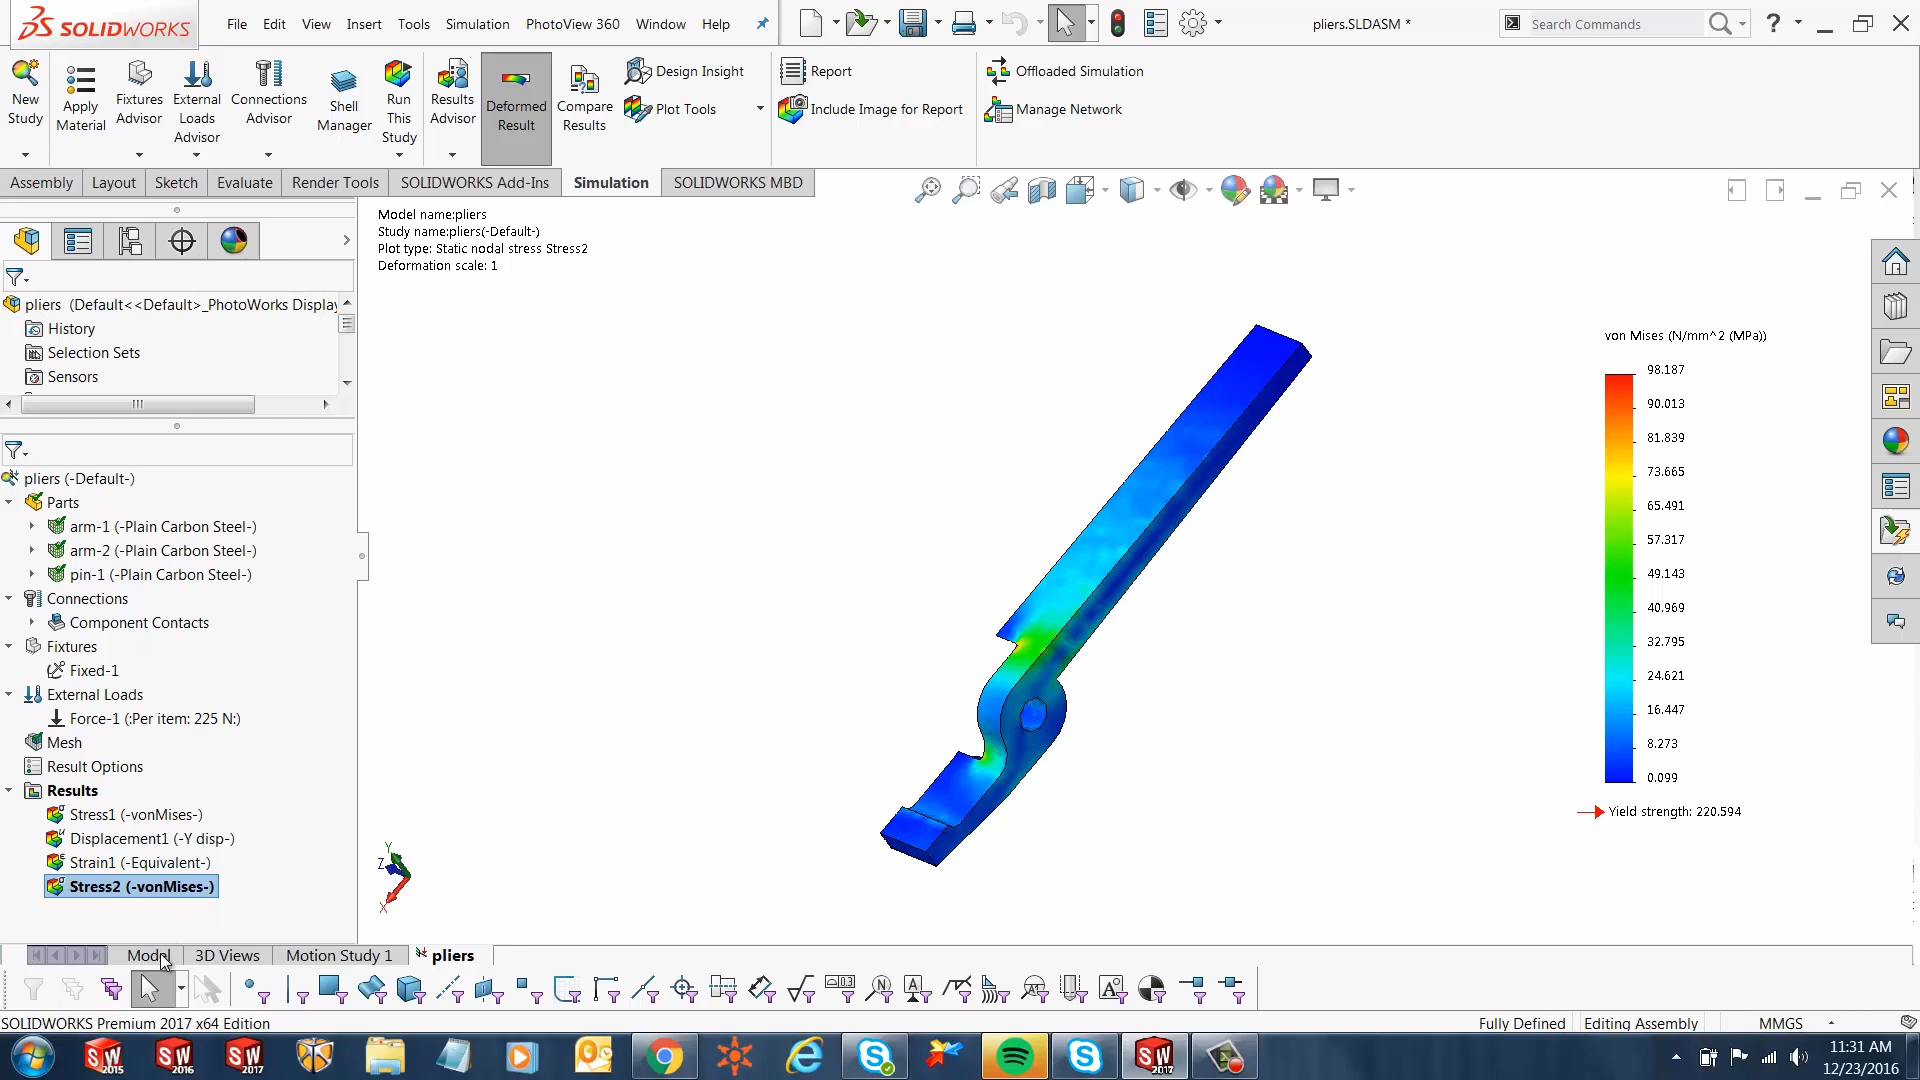 SOLIDWORKS
File Edit View Insert Tools Simulation PhotoView 360 Window Help
pliers.SLDASM *
Search Commands
New Study
Apply Material
Fixtures Advisor
External Loads Advisor
Connections Advisor
Shell Manager
Run This Study
Results Advisor
Deformed Result
Compare Results
Design Insight
Plot Tools
Report
Include Image for Report
Offloaded Simulation
Manage Network
Assembly Layout Sketch Evaluate Render Tools SOLIDWORKS Add-Ins Simulation SOLIDWORKS MBD
pliers (Default<<Default>_PhotoWorks Display
History
Selection Sets
Sensors
pliers (-Default-)
Parts
arm-1 (-Plain Carbon Steel-)
arm-2 (-Plain Carbon Steel-)
pin-1 (-Plain Carbon Steel-)
Connections
Component Contacts
Fixtures
Fixed-1
External Loads
Force-1 (:Per item: 225 N:)
Mesh
Result Options
Results
Stress1 (-vonMises-)
Displacement1 (-Y disp-)
Strain1 (-Equivalent-)
Stress2 (-vonMises-)
Model name:pliers
Study name:pliers(-Default-)
Plot type: Static nodal stress Stress2
Deformation scale: 1
von Mises (N/mm^2 (MPa))
98.187
90.013
81.839
73.665
65.491
57.317
49.143
40.969
32.795
24.621
16.447
8.273
0.099
Yield strength: 220.594
Y
Z
X
Model 3D Views Motion Study 1 pliers
SOLIDWORKS Premium 2017 x64 Edition
Fully Defined Editing Assembly MMGS
SW 2015
SW 2016
SW 2017
SW 2017
11:31 AM
12/23/2016